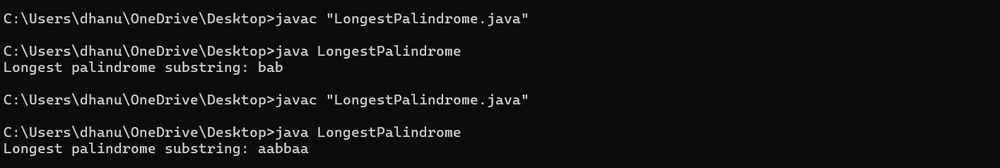 C:\Users\dhanu\OneDrive\Desktop>javac "LongestPalindrome.java"
C:\Users\dhanu\OneDrive\Desktop>java LongestPalindrome
Longest palindrome substring: bab
C:\Users\dhanu\OneDrive\Desktop>javac "LongestPalindrome.java"
C:\Users\dhanu\OneDrive\Desktop>java LongestPalindrome
Longest palindrome substring: aabbaa